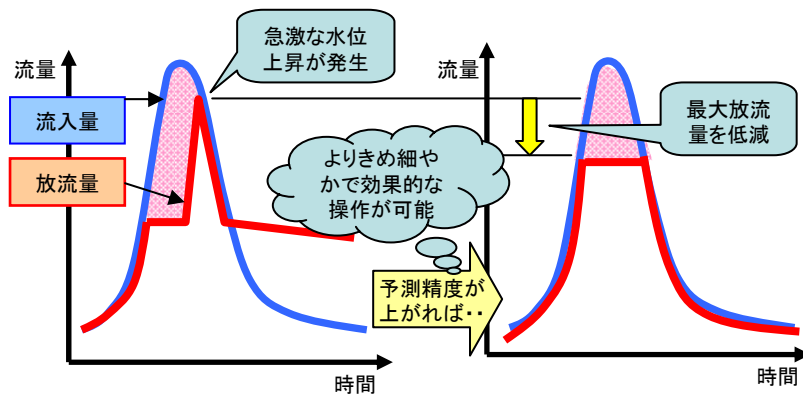 流量
急激な水位
上昇が発生
流入量
放流量
時間
よりきめ細や
かで効果的な
操作が可能
予測精度が
上がれば・・
流量
最大放流
量を低減
時間